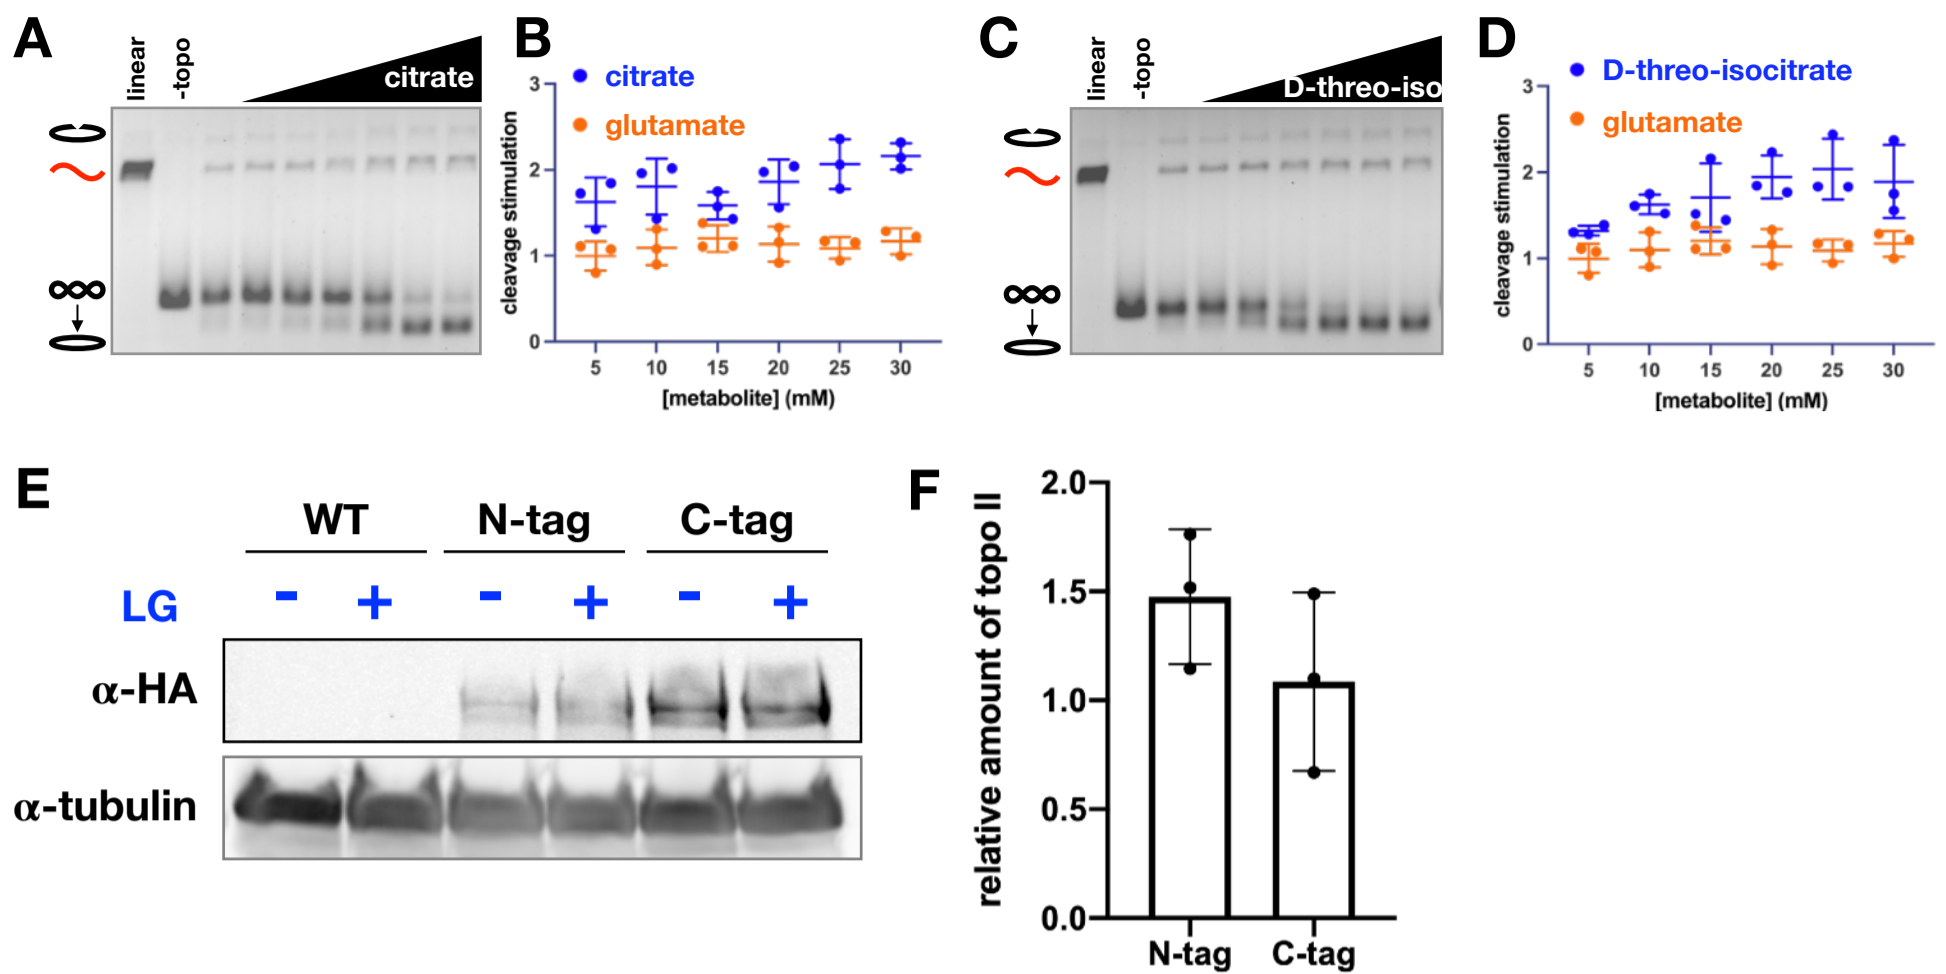 A
linear
-topo
citrate
B
citrate
glutamate
cleavage stimulation
3
2
1
0
5 10 15 20 25 30
[metabolite] (mM)
C
linear
-topo
D-threo-iso
D
D-threo-isocitrate
glutamate
cleavage stimulation
3
2
1
0
5 10 15 20 25 30
[metabolite] (mM)
E
WT N-tag C-tag
LG - + - + - +
α-HA
α-tubulin
F
relative amount of topo II
2.0
1.5
1.0
0.5
0.0
N-tag C-tag